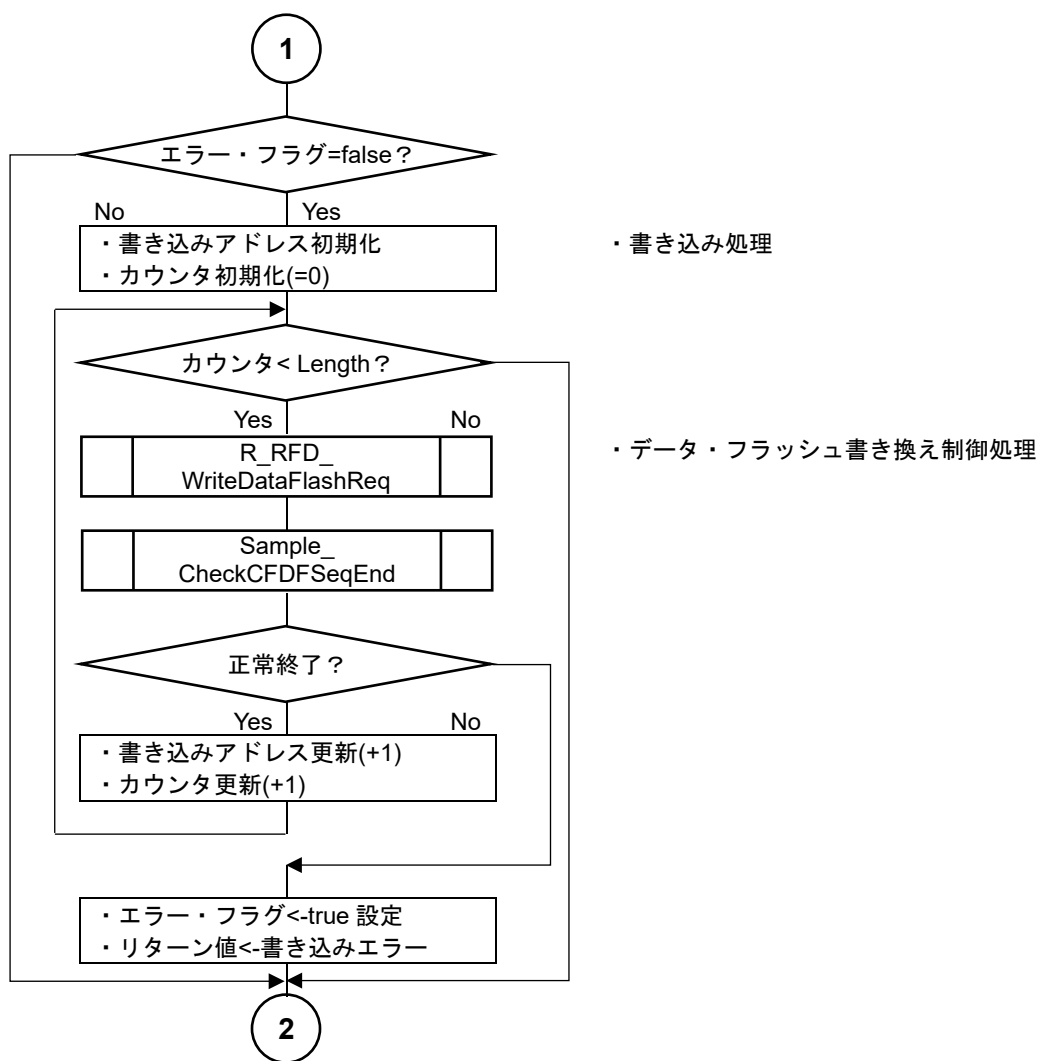 1
エラー・フラグ=false？
No
Yes
・書き込みアドレス初期化
・カウンタ初期化(=0)
・書き込み処理
カウンタ< Length？
Yes
No
R_RFD_
WriteDataFlashReq
・データ・フラッシュ書き換え制御処理
Sample_
CheckCFDFSeqEnd
正常終了？
Yes
No
・書き込みアドレス更新(+1)
・カウンタ更新(+1)
・エラー・フラグ<-true 設定
・リターン値<-書き込みエラー
2